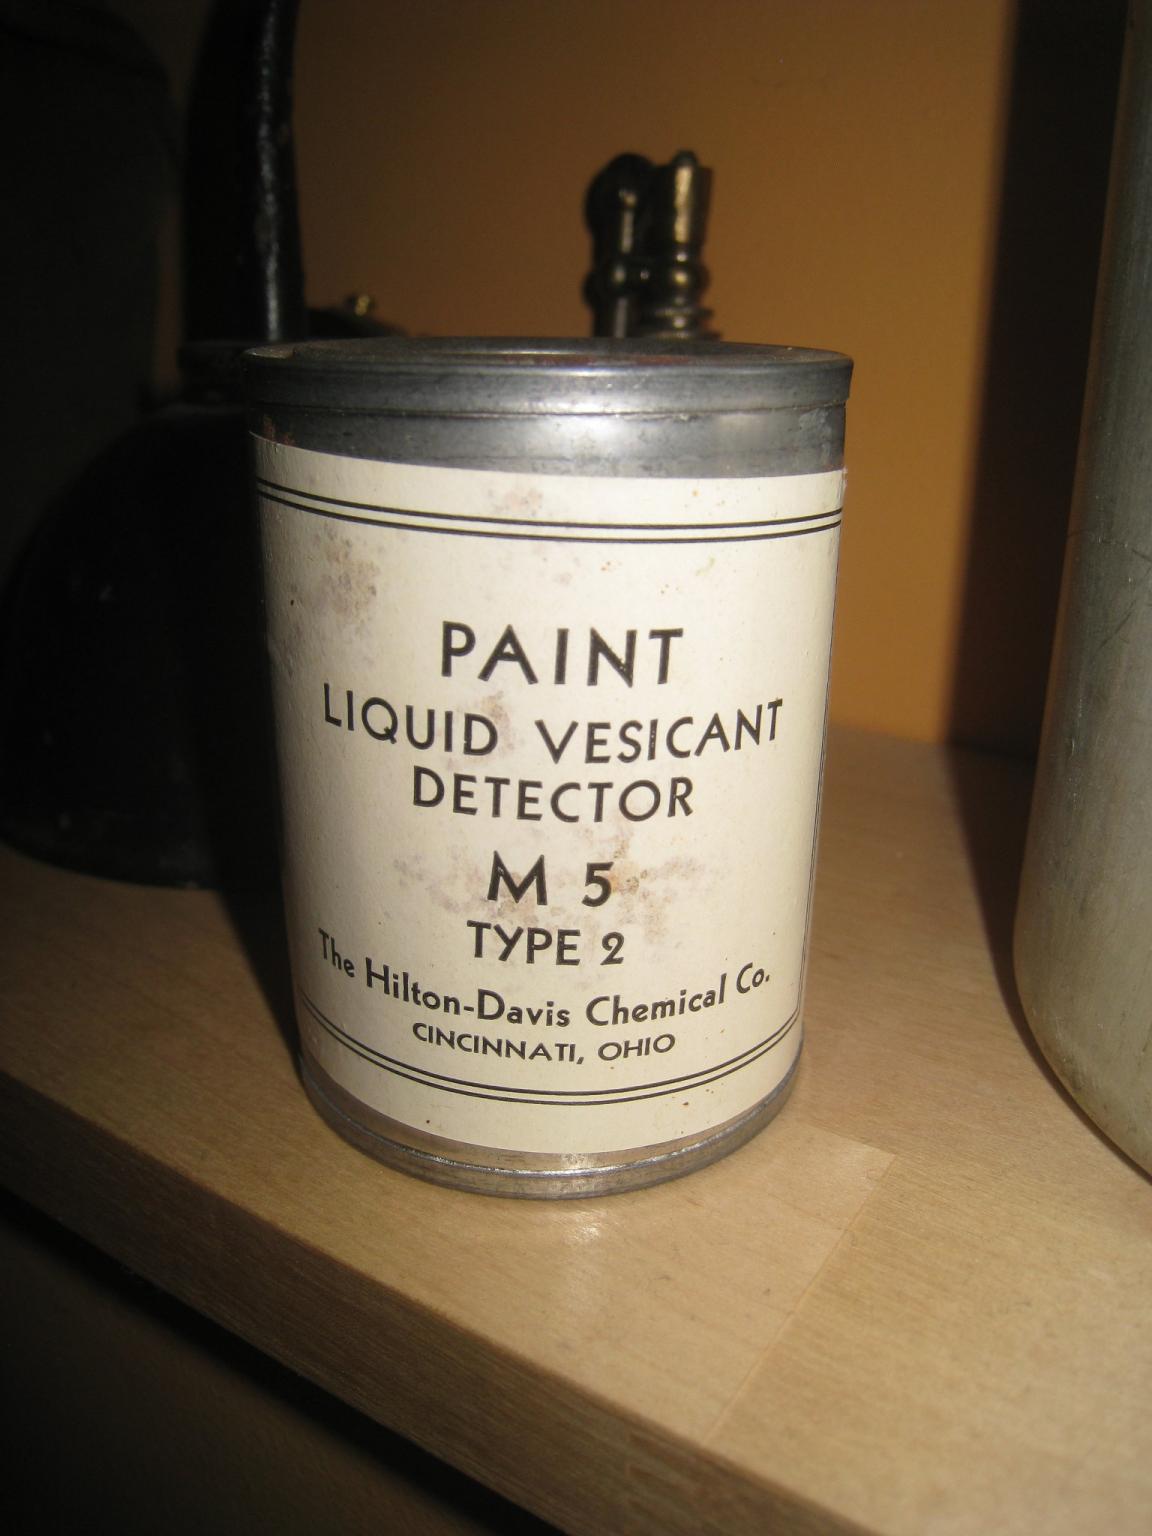 PAINT
LIQUID VESICANT
DETECTOR
M 5
TYPE 2
The Hilton-Davis Chemical Co.
CINCINNATI, OHIO